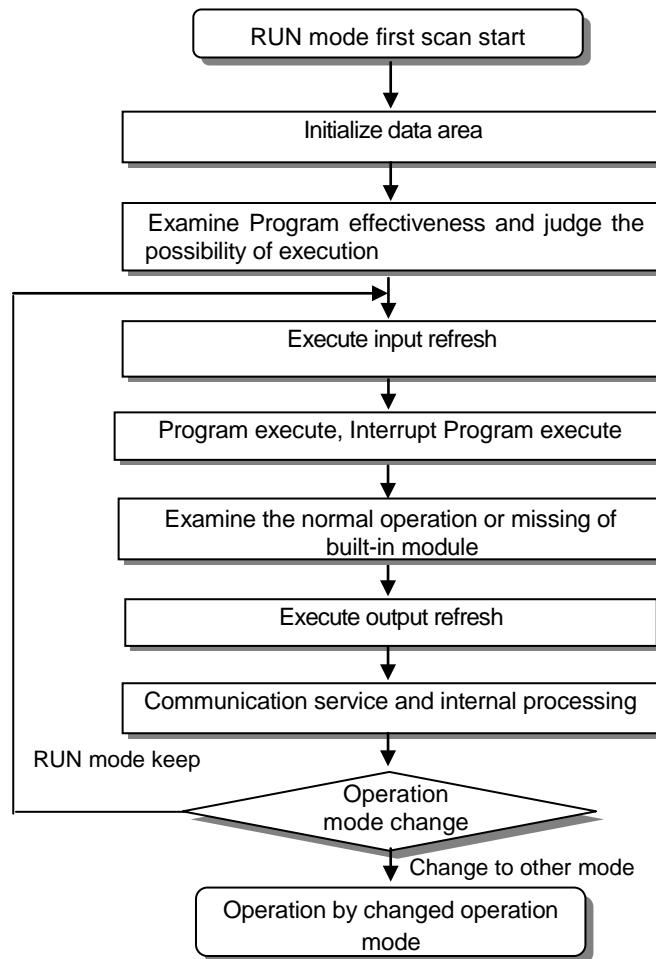 RUN mode first scan start
Initialize data area
Examine Program effectiveness and judge the
possibility of execution
Execute input refresh
Program execute, Interrupt Program execute
Examine the normal operation or missing of
built-in module
Execute output refresh
Communication service and internal processing
RUN mode keep
Operation
mode change
Change to other mode
Operation by changed operation
mode